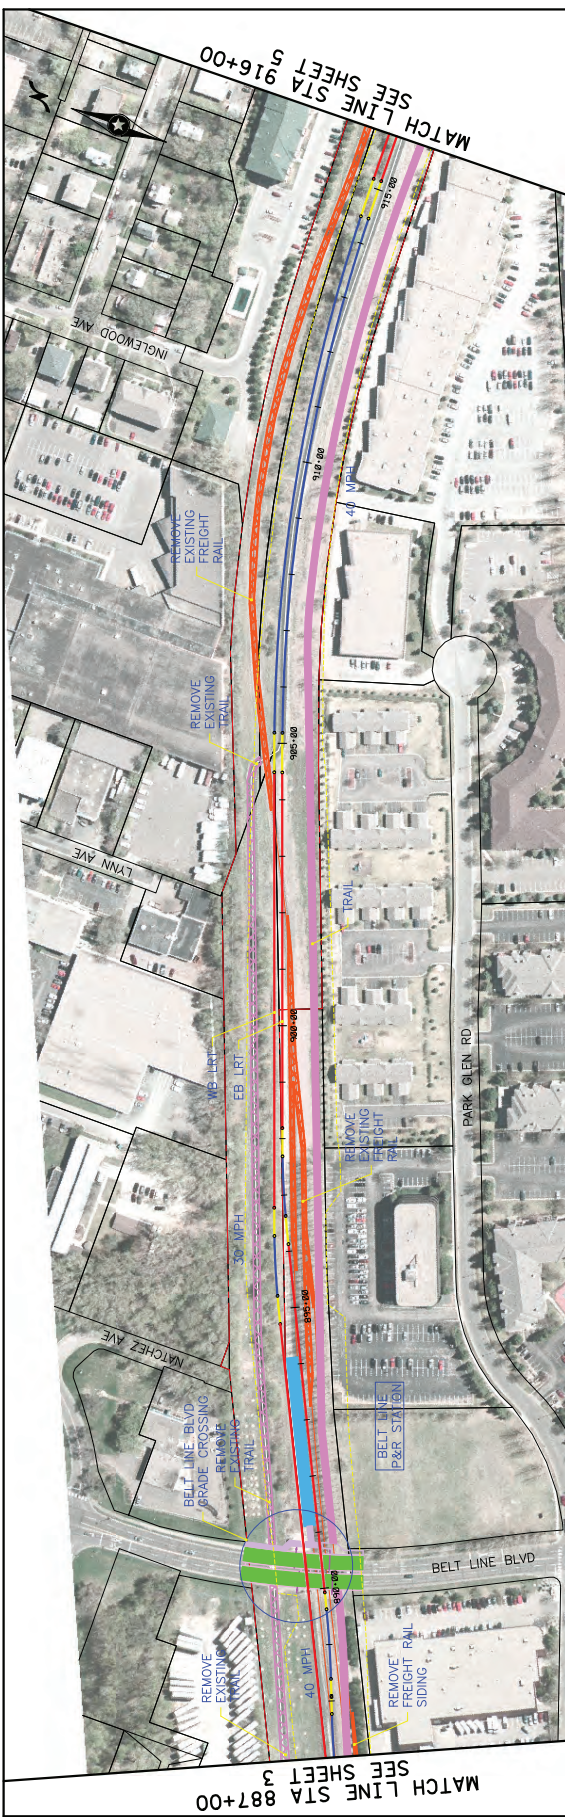 MATCH LINE STA 887+00
SEE SHEET 3
REMOVE
EXISTING
TRAIL
40 MPH
REMOVE
FREIGHT RAIL
SIDING
890+00
BELT LINE BLVD
BELT LINE BLVD
GRADE CROSSING
REMOVE
EXISTING
TRAIL
NATCHEZ AVE
BELT LINE
P&R STATION
895+00
30 MPH
REMOVE
EXISTING
FREIGHT
RAIL
WB LRT
EB LRT
900+00
PARK GLEN RD
TRAIL
LYNN AVE
REMOVE
EXISTING
TRAIL
905+00
REMOVE
EXISTING
FREIGHT
RAIL
40 MPH
910+00
INGLEWOOD AVE
915+00
N
MATCH LINE STA 916+00
SEE SHEET 5